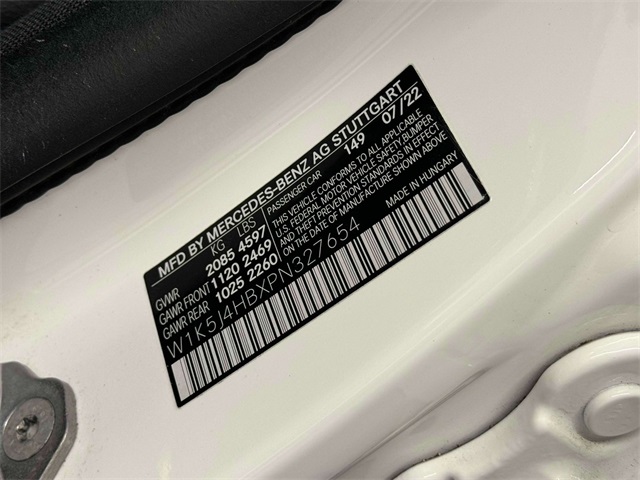 MFD BY MERCEDES-BENZ AG STUTTGART
KG LBS PASSENGER CAR 149 07/22
GVWR 2085 4597
GAWR FRONT 1120 2469
GAWR REAR 1025 2260
THIS VEHICLE CONFORMS TO ALL APPLICABLE
U.S. FEDERAL MOTOR VEHICLE SAFETY,BUMPER
AND THEFT PREVENTION STANDARDS IN EFFECT
ON THE DATE OF MANUFACTURE SHOWN ABOVE
MADE IN HUNGARY
W1K5J4HBXPN327654